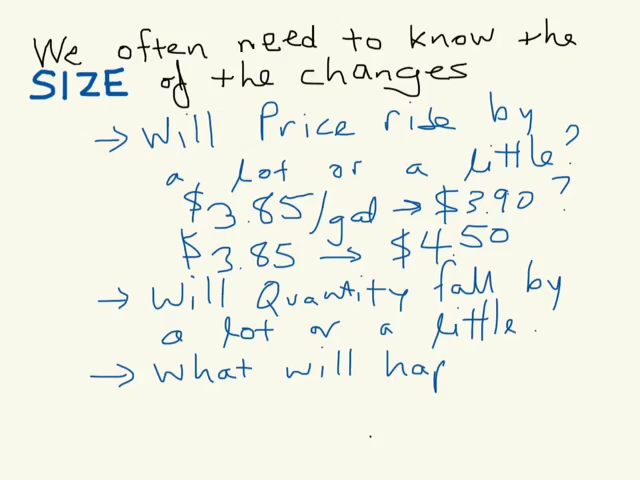 We often need to know the
SIZE of the changes
→ Will Price rise by
a lot or a little?
$3.85/gal → $3.90?
$3.85 → $4.50
→ Will Quantity fall by
a lot or a little.
→ What will hap